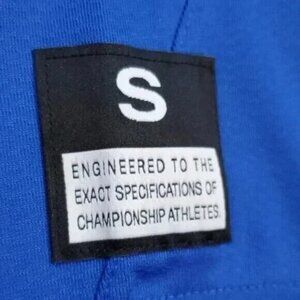 S
ENGINEERED TO THE
EXACT SPECIFICATIONS OF
CHAMPIONSHIP ATHLETES